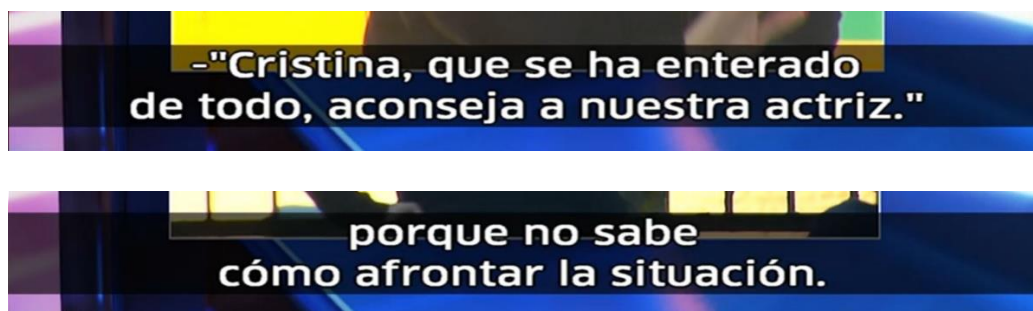 -"Cristina, que se ha enterado
de todo, aconseja a nuestra actriz."
porque no sabe
cómo afrontar la situación.